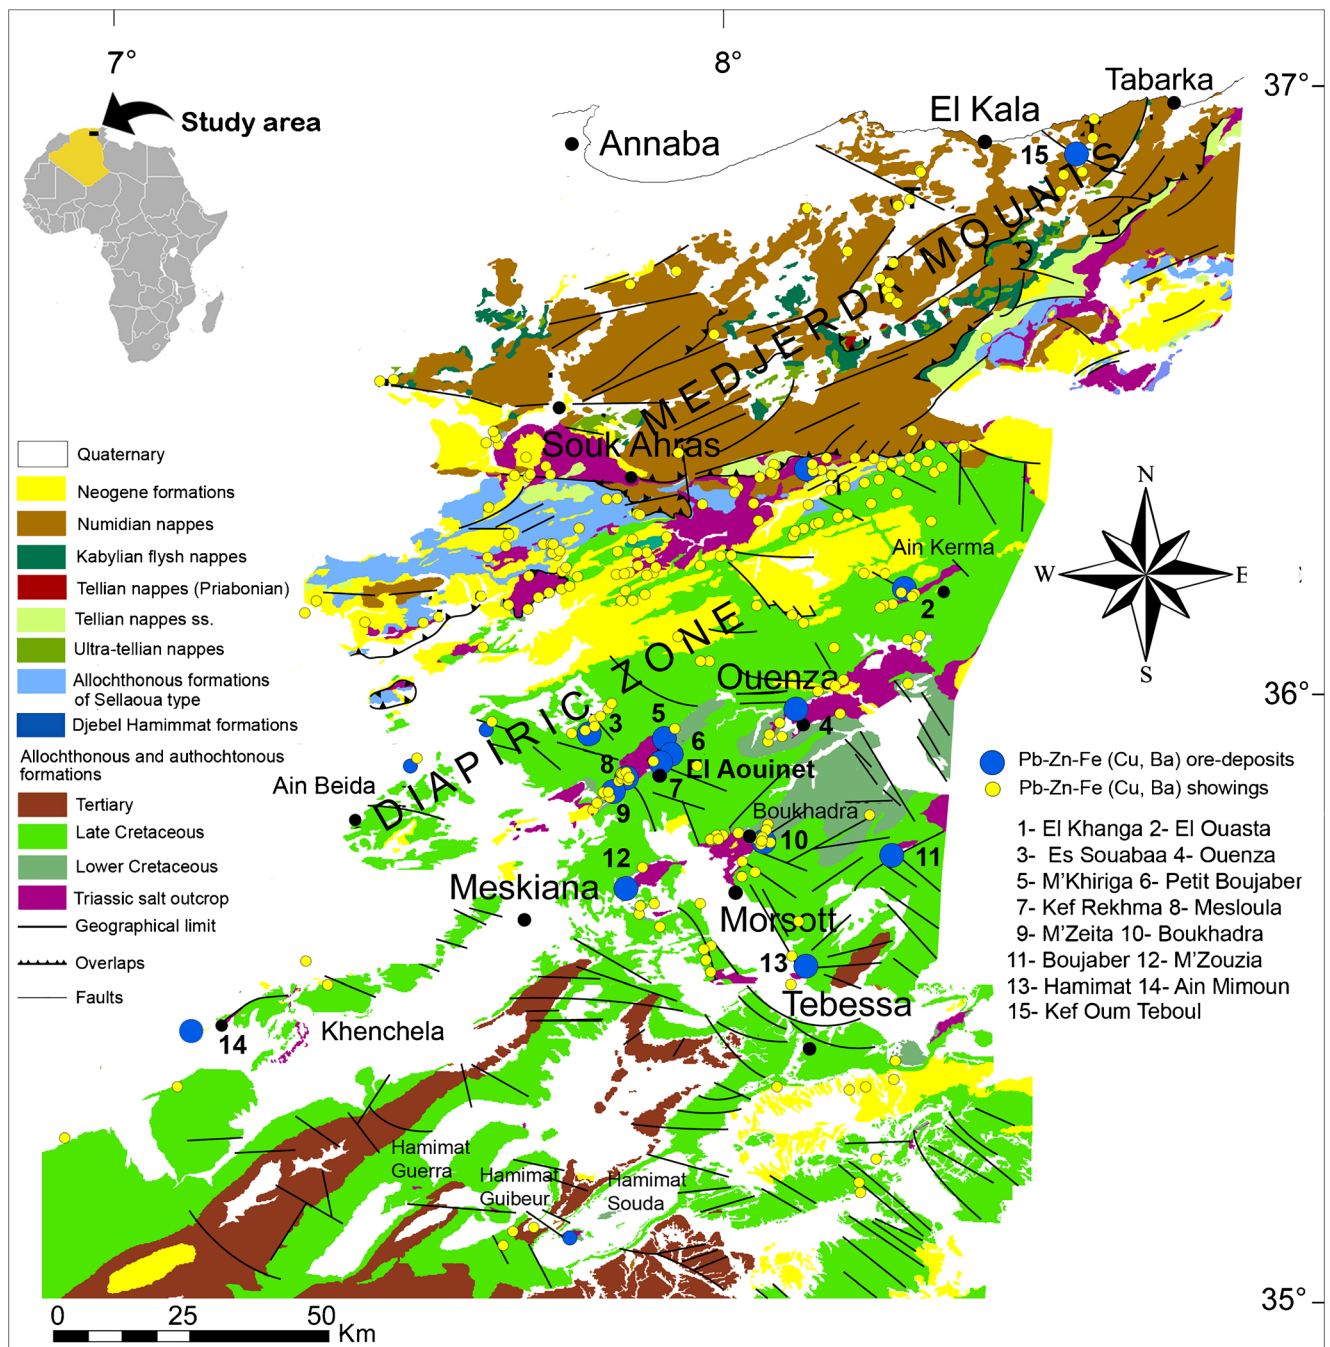 7°
8°
37°
Tabarka
El Kala
Study area
Annaba
15
MEDJERDA MOUNTS
Souk Ahras
1
Quaternary
Neogene formations
Numidian nappes
Kabylian flysh nappes
Tellian nappes (Priabonian)
Tellian nappes ss.
Ultra-tellian nappes
Allochthonous formations
of Sellaoua type
Djebel Hamimmat formations
Allochthonous and authochtonous
formations
Tertiary
Late Cretaceous
Lower Cretaceous
Triassic salt outcrop
Geographical limit
Overlaps
Faults
N
W
E
S
Ain Kerma
2
DIAPIRIC ZONE
Ouenza
36°
3
5
4
6
8
El Aouinet
7
Ain Beida
9
Boukhadra
10
11
12
Meskiana
Morsott
13
Tebessa
Khenchela
14
Pb-Zn-Fe (Cu, Ba) ore-deposits
Pb-Zn-Fe (Cu, Ba) showings
1- El Khanga 2- El Ouasta
3- Es Souabaa 4- Ouenza
5- M'Khiriga 6- Petit Boujaber
7- Kef Rekhma 8- Mesloula
9- M'Zeita 10- Boukhadra
11- Boujaber 12- M'Zouzia
13- Hamimat 14- Ain Mimoun
15- Kef Oum Teboul
Hamimat
Guerra
Hamimat
Guibeur
Hamimat
Souda
35°
0 25 50
Km